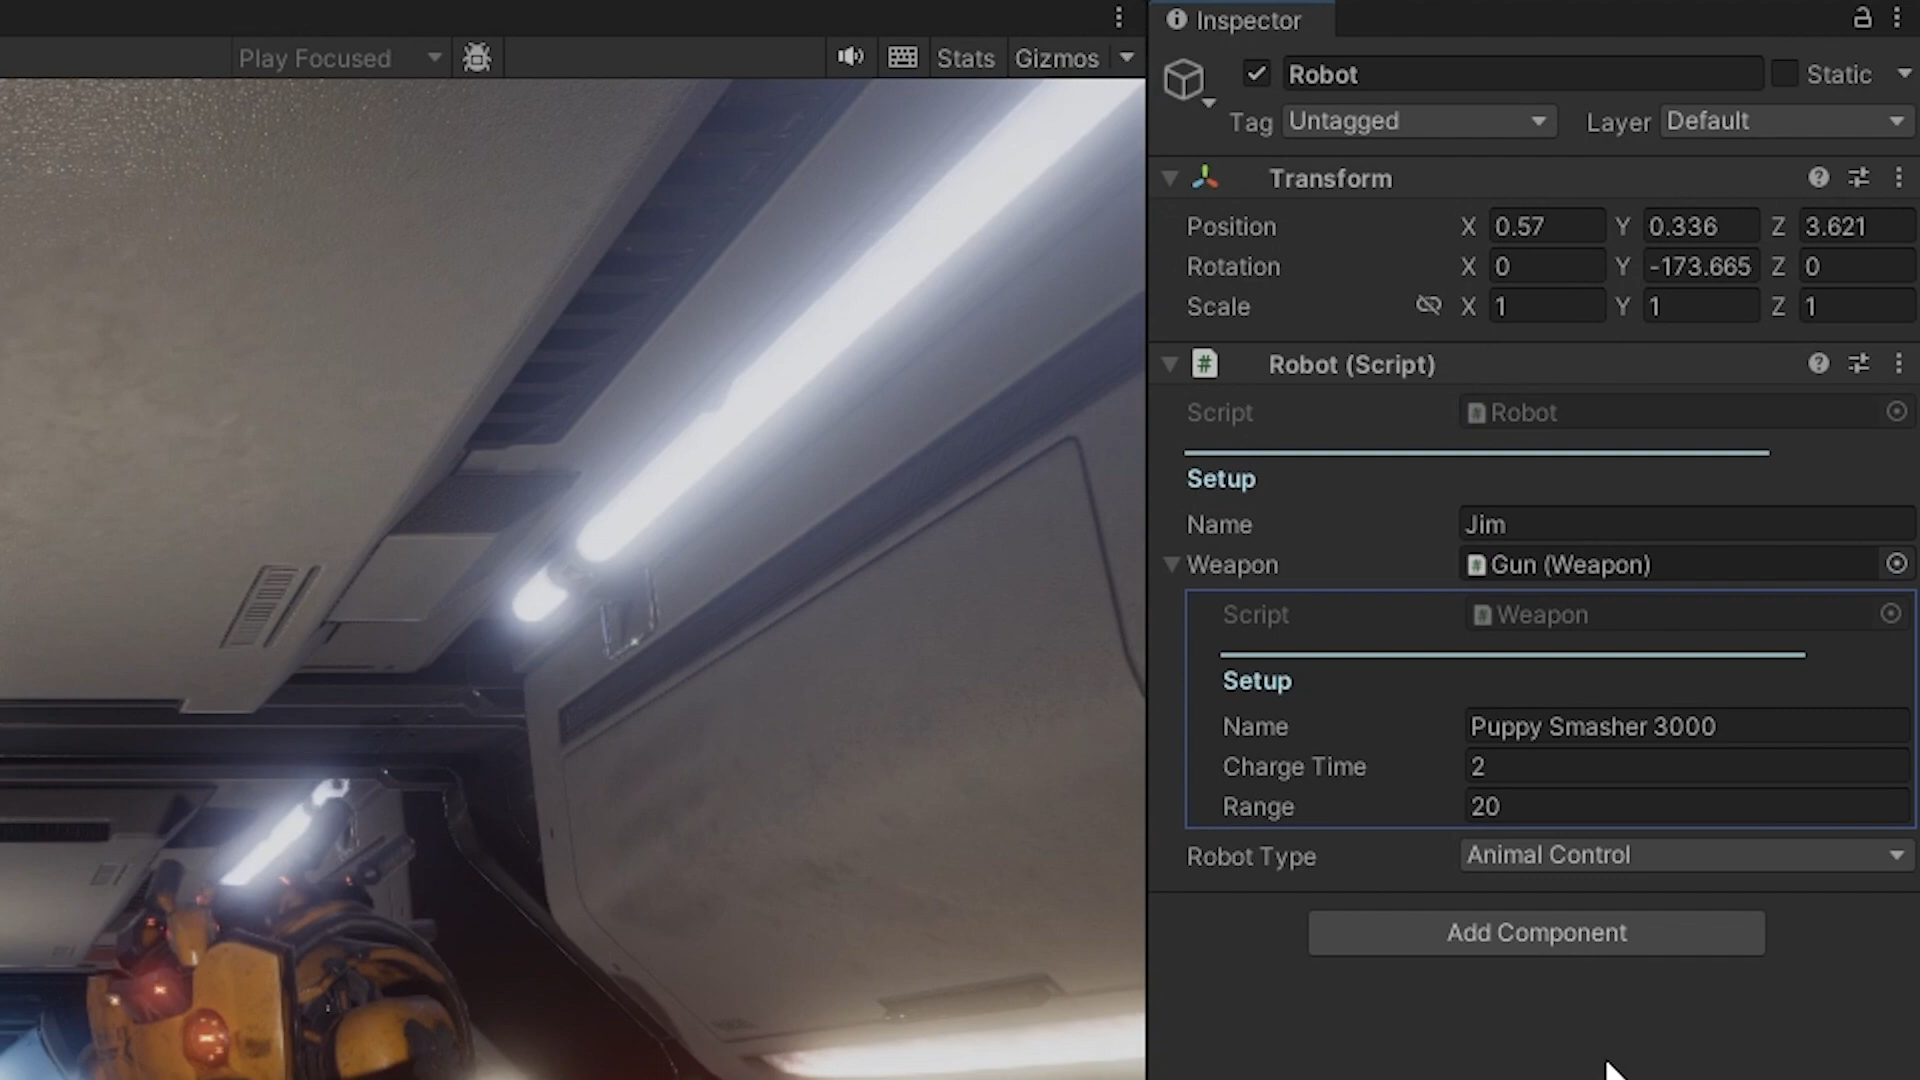 Play Focused
Stats
Gizmos
Inspector
Robot
Static
Tag Untagged Layer Default
Transform
Position X 0.57 Y 0.336 Z 3.621
Rotation X 0 Y -173.665 Z 0
Scale X 1 Y 1 Z 1
# Robot (Script)
Script # Robot
Setup
Name Jim
Weapon # Gun (Weapon)
Script # Weapon
Setup
Name Puppy Smasher 3000
Charge Time 2
Range 20
Robot Type Animal Control
Add Component